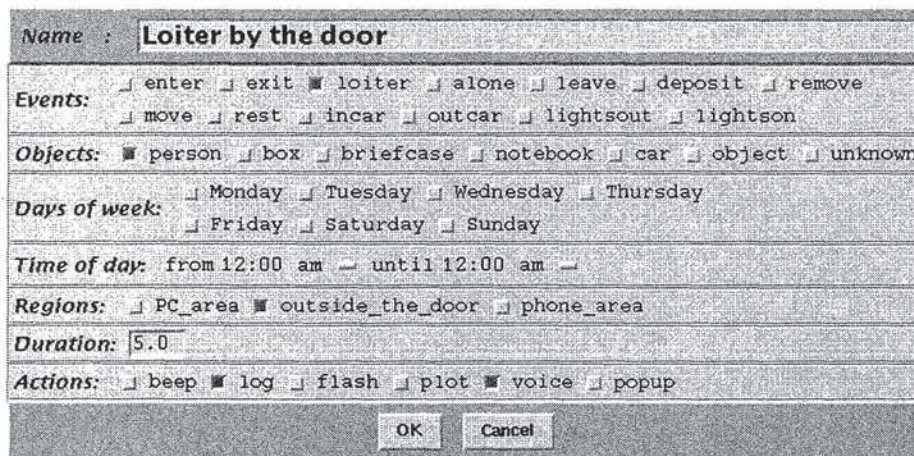 Name : Loiter by the door
Events: enter exit loiter alone leave deposit remove
move rest incar outcar lightsout lightson
Objects: person box briefcase notebook car object unknown
Days of week: Monday Tuesday Wednesday Thursday
Friday Saturday Sunday
Time of day: from 12:00 am until 12:00 am
Regions: PC_area outside_the_door phone_area
Duration: 5.0
Actions: beep log flash plot voice popup
OK Cancel